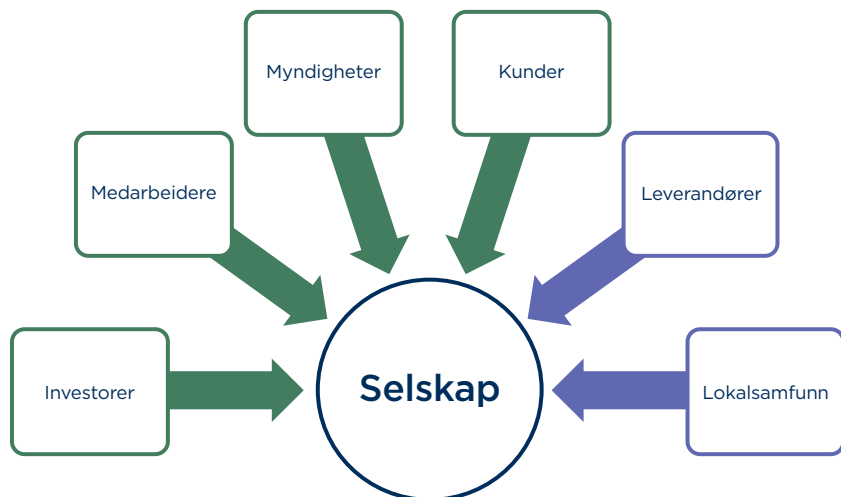 Myndigheter
Kunder
Medarbeidere
Leverandører
Investorer
Selskap
Lokalsamfunn